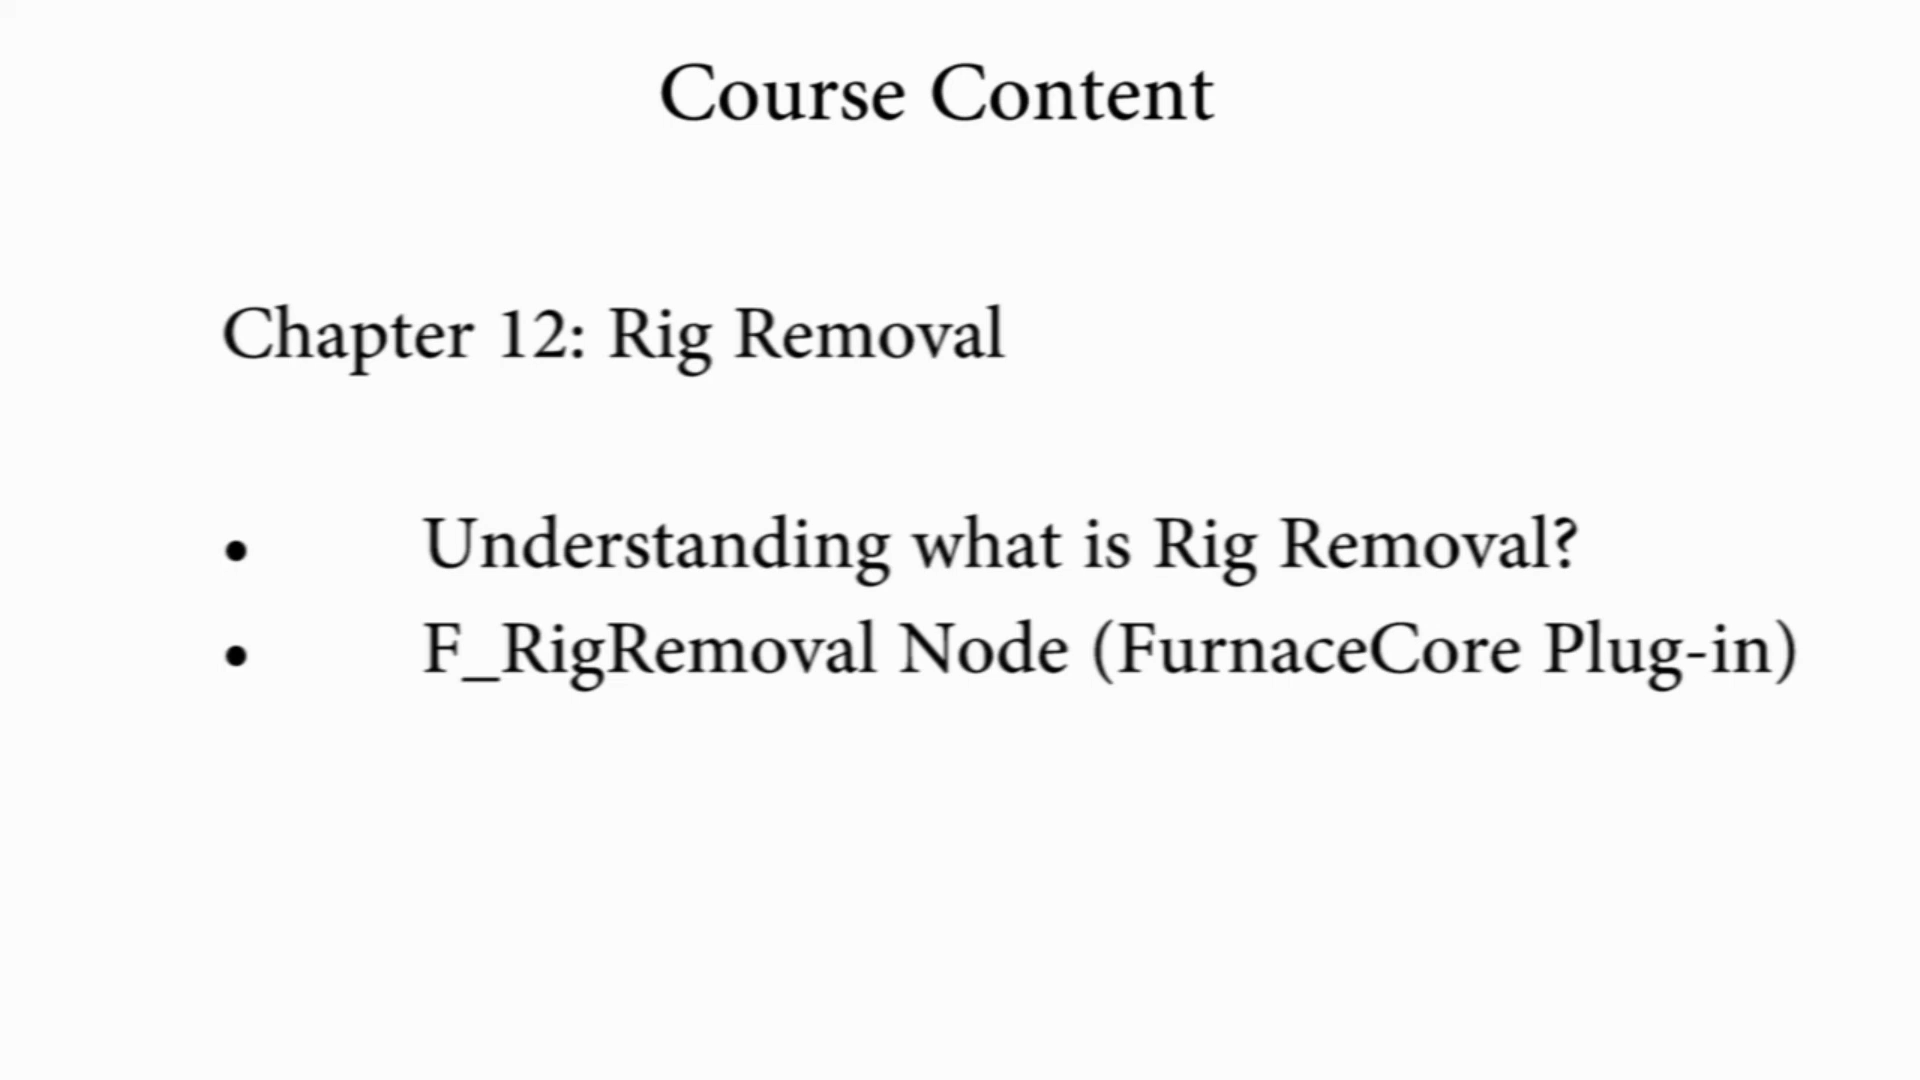 Course Content
Chapter 12: Rig Removal
• Understanding what is Rig Removal?
• F_RigRemoval Node (FurnaceCore Plug-in)